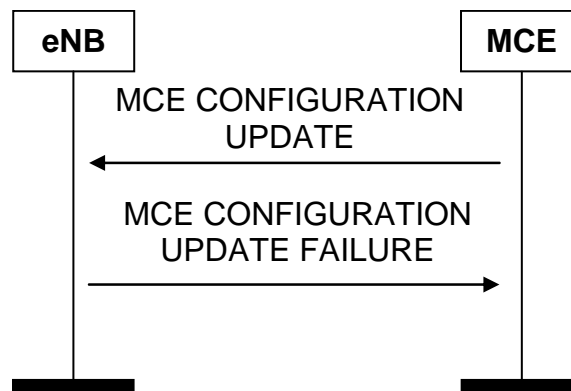 eNB
MCE
MCE CONFIGURATION
UPDATE
MCE CONFIGURATION
UPDATE FAILURE